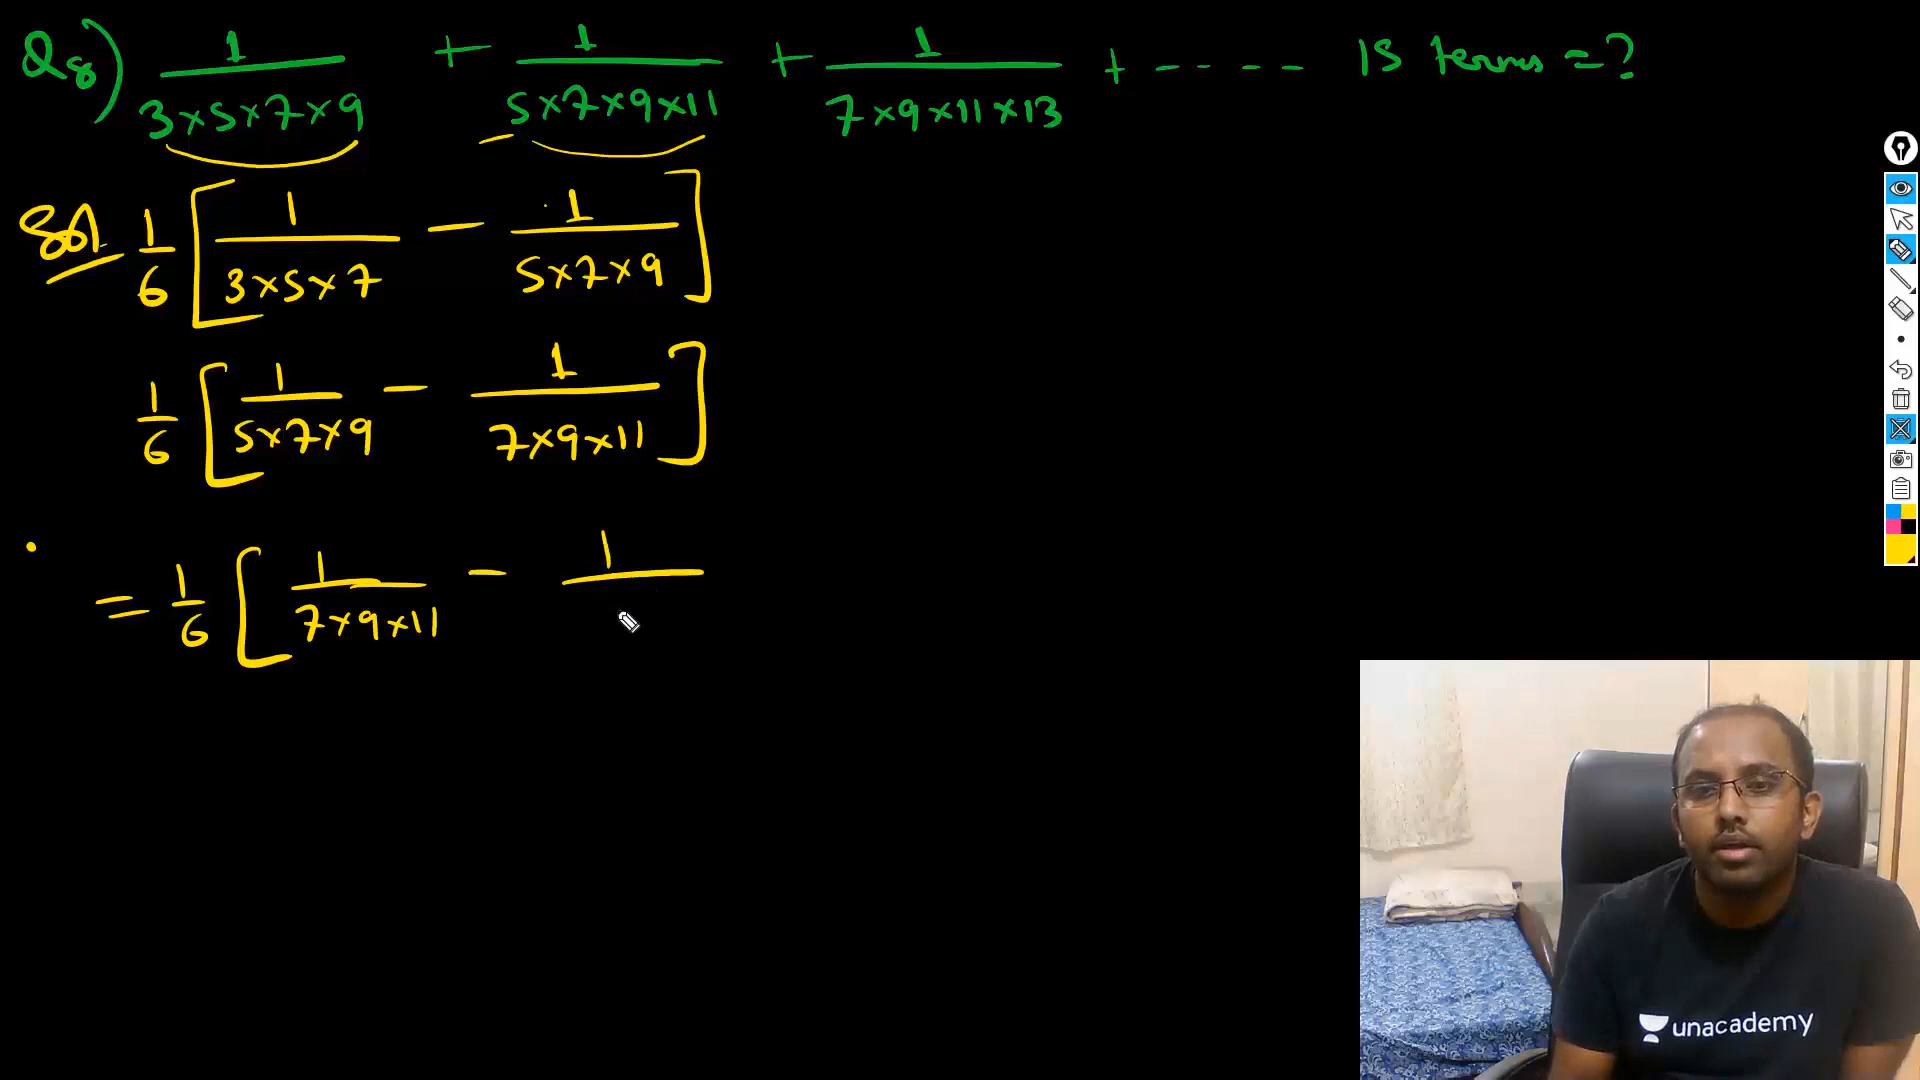 Q8) 1/(3×5×7×9) + 1/(5×7×9×11) + 1/(7×9×11×13) + ----- 15 terms = ?
Sol. 1/6 [ 1/(3×5×7) - 1/(5×7×9) ]
1/6 [ 1/(5×7×9) - 1/(7×9×11) ]
= 1/6 [ 1/(7×9×11) - 1/
unacademy